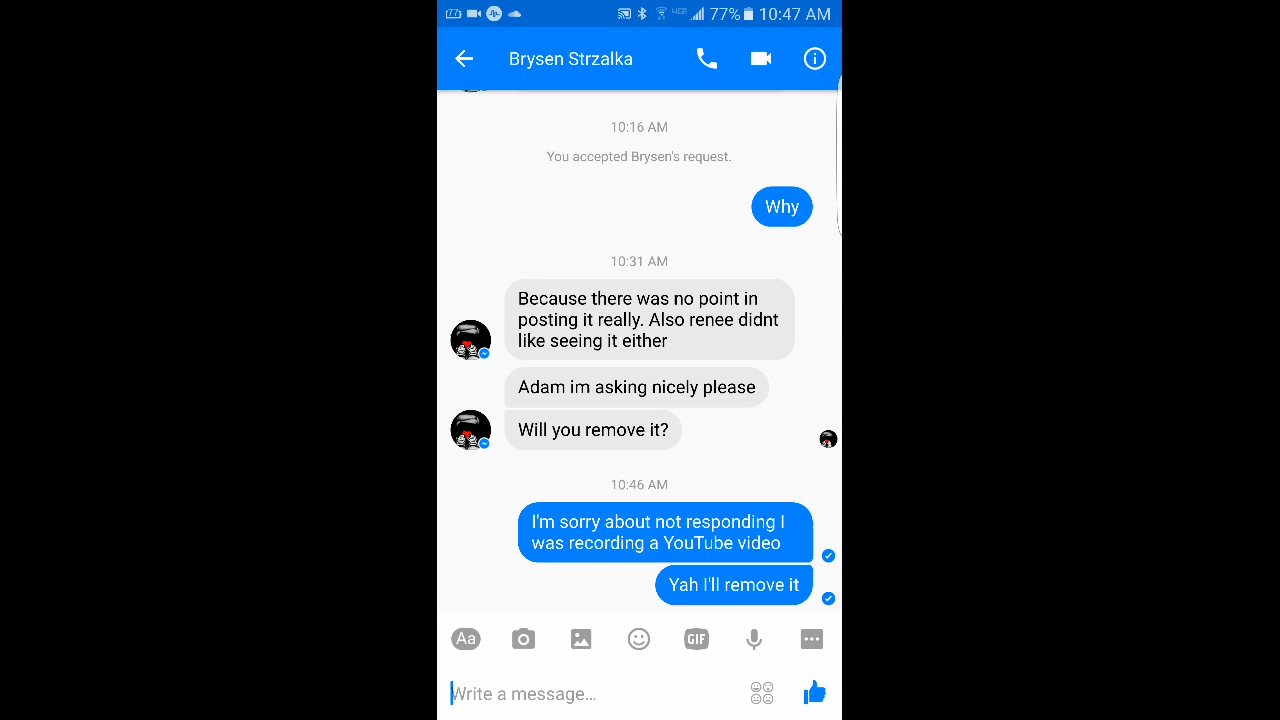 77% 10:47 AM
Brysen Strzalka
10:16 AM
You accepted Brysen's request.
Why
10:31 AM
Because there was no point in
posting it really. Also renee didnt
like seeing it either
Adam im asking nicely please
Will you remove it?
10:46 AM
I'm sorry about not responding I
was recording a YouTube video
Yah I'll remove it
Aa
GIF
Write a message...